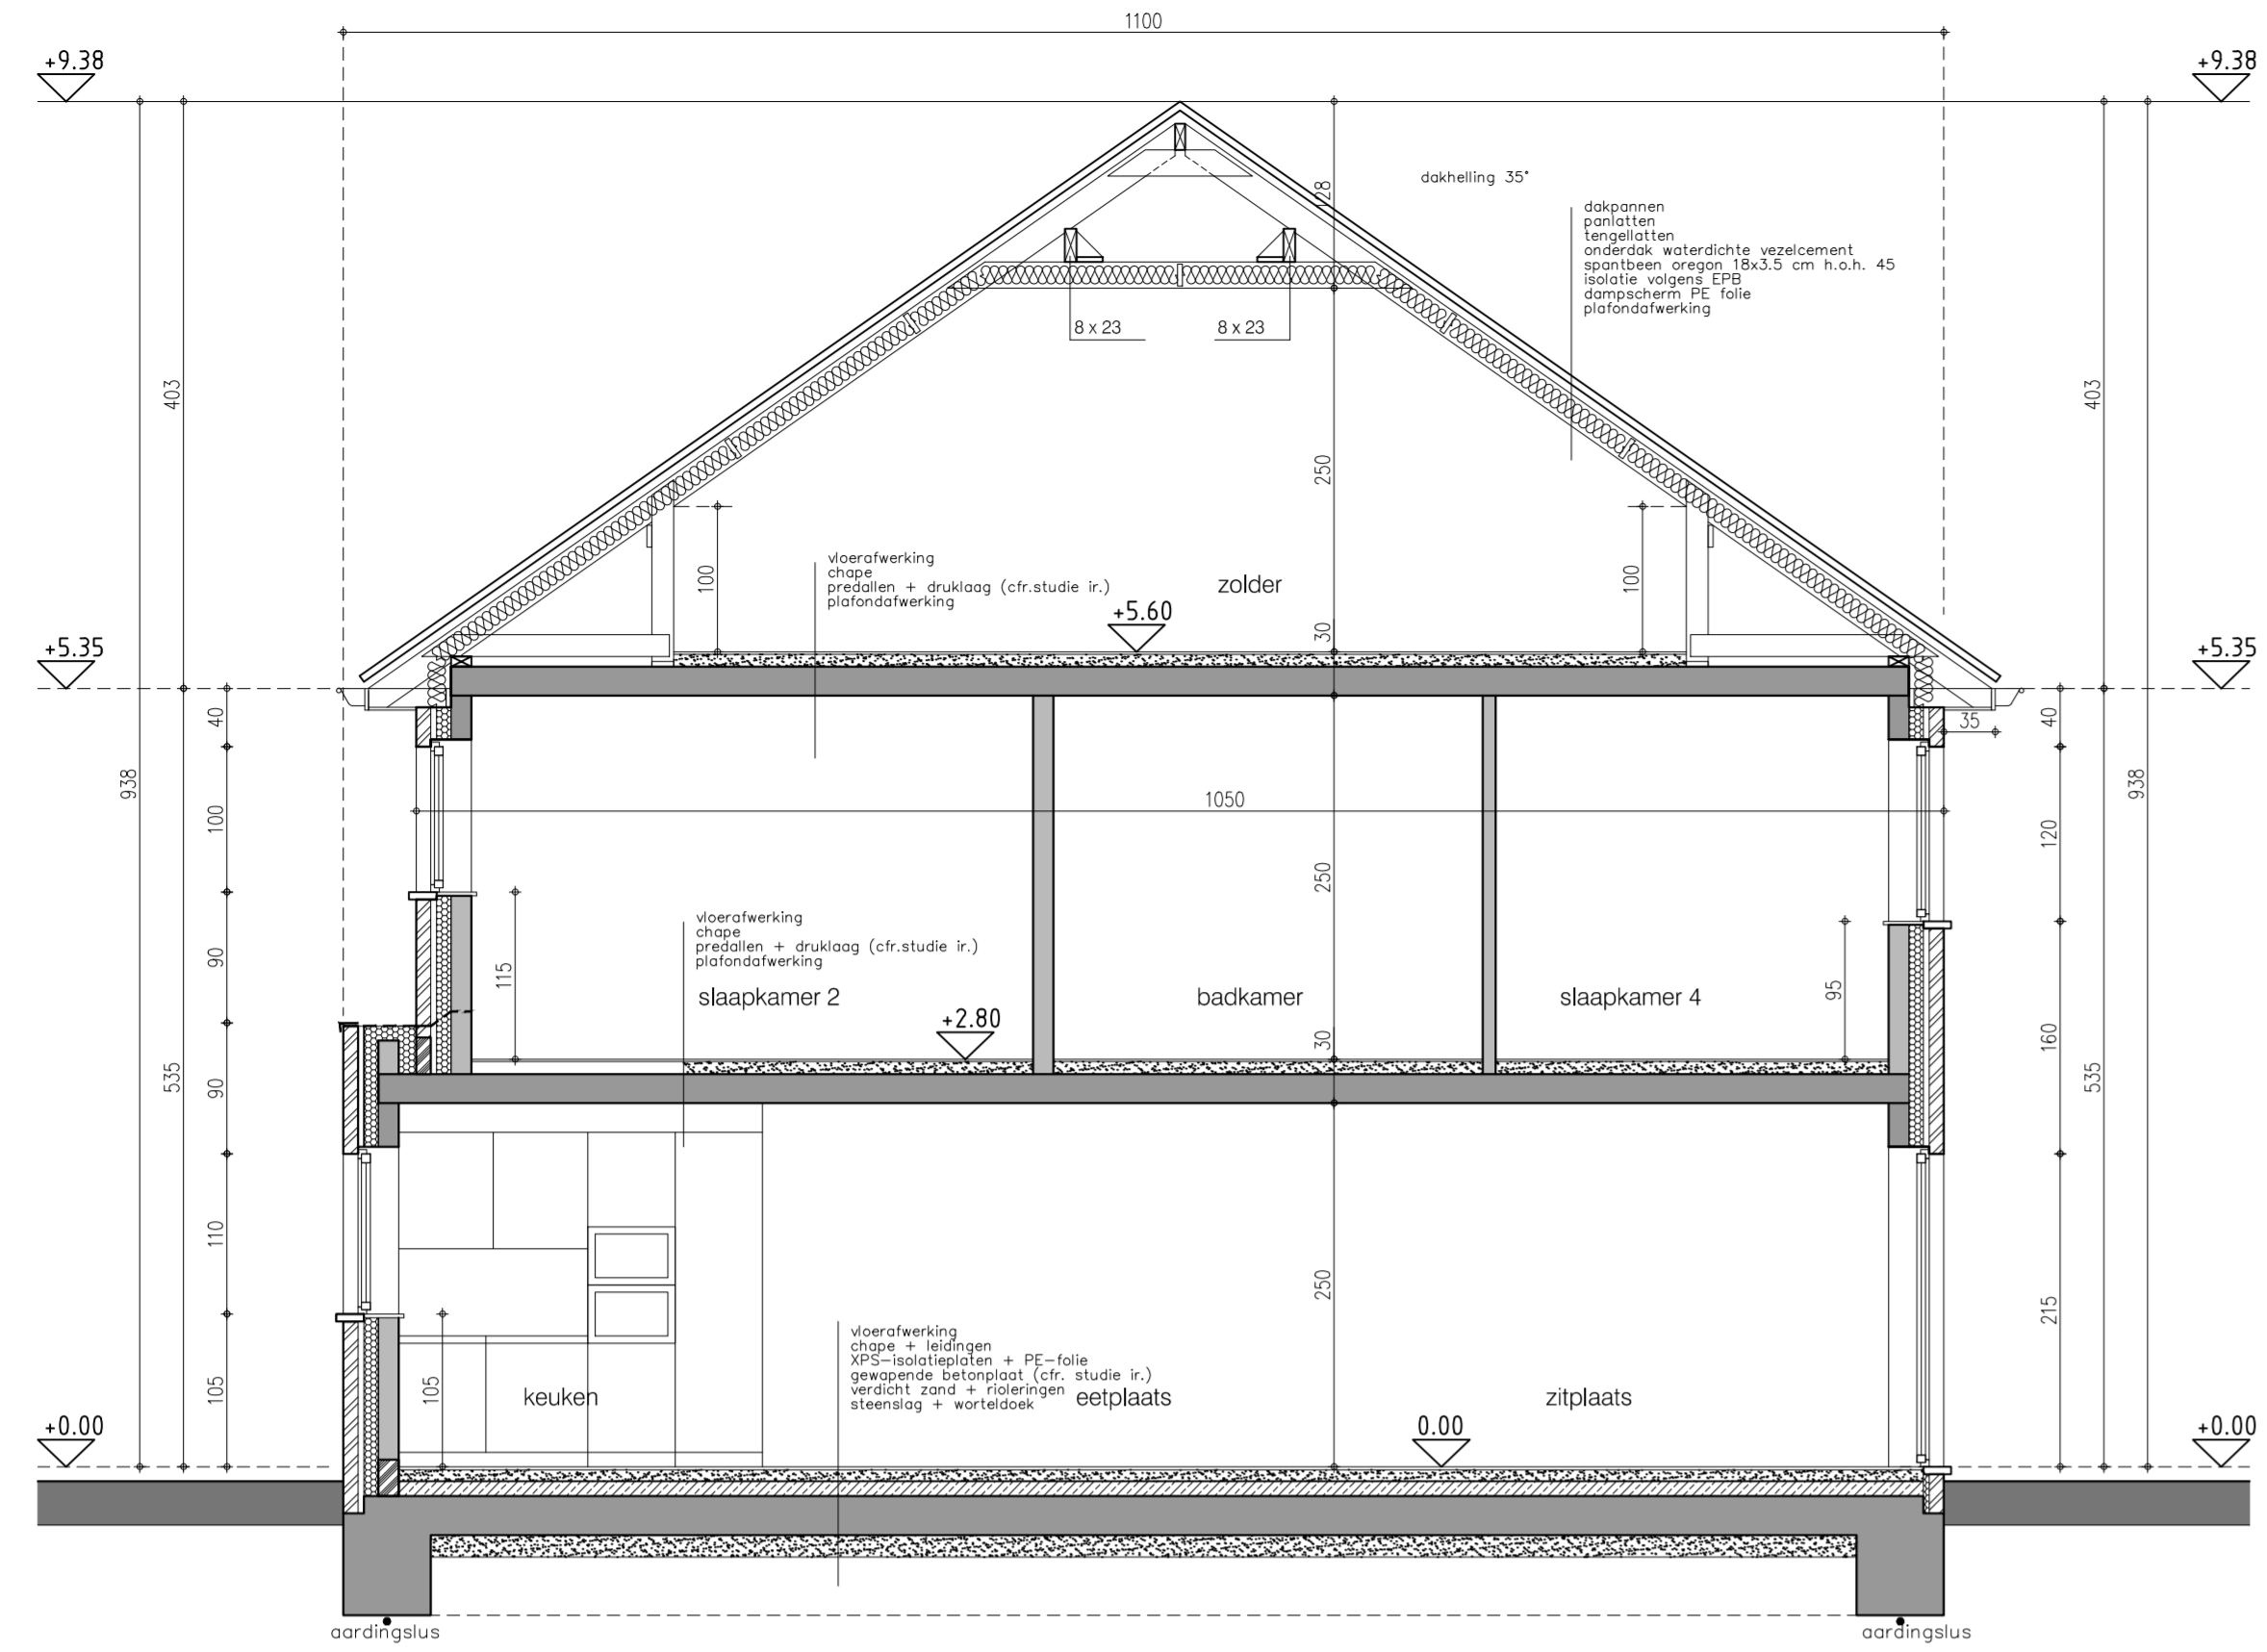 1100
+9.38
+9.38
128
dakhelling 35°
dakpannen
panlatten
tengellatten
onderdak waterdichte vezelcement
spantbeen oregon 18x3.5 cm h.o.h. 45
isolatie volgens EPB
dampscherm PE folie
plafondafwerking
8 x 23
8 x 23
403
403
250
vloerafwerking
chape
predallen + druklaag (cfr.studie ir.)
plafondafwerking
100
zolder
100
+5.60
30
+5.35
+5.35
40
40
35
938
938
1050
100
120
250
vloerafwerking
chape
predallen + druklaag (cfr.studie ir.)
plafondafwerking
90
115
95
slaapkamer 2
badkamer
slaapkamer 4
+2.80
30
160
535
535
90
110
250
215
vloerafwerking
chape + leidingen
XPS-isolatieplaten + PE-folie
gewapende betonplaat (cfr. studie ir.)
verdicht zand + rioleringen
steenslag + worteldoek
105
105
keuken
eetplaats
zitplaats
+0.00
0.00
+0.00
aardingslus
aardingslus